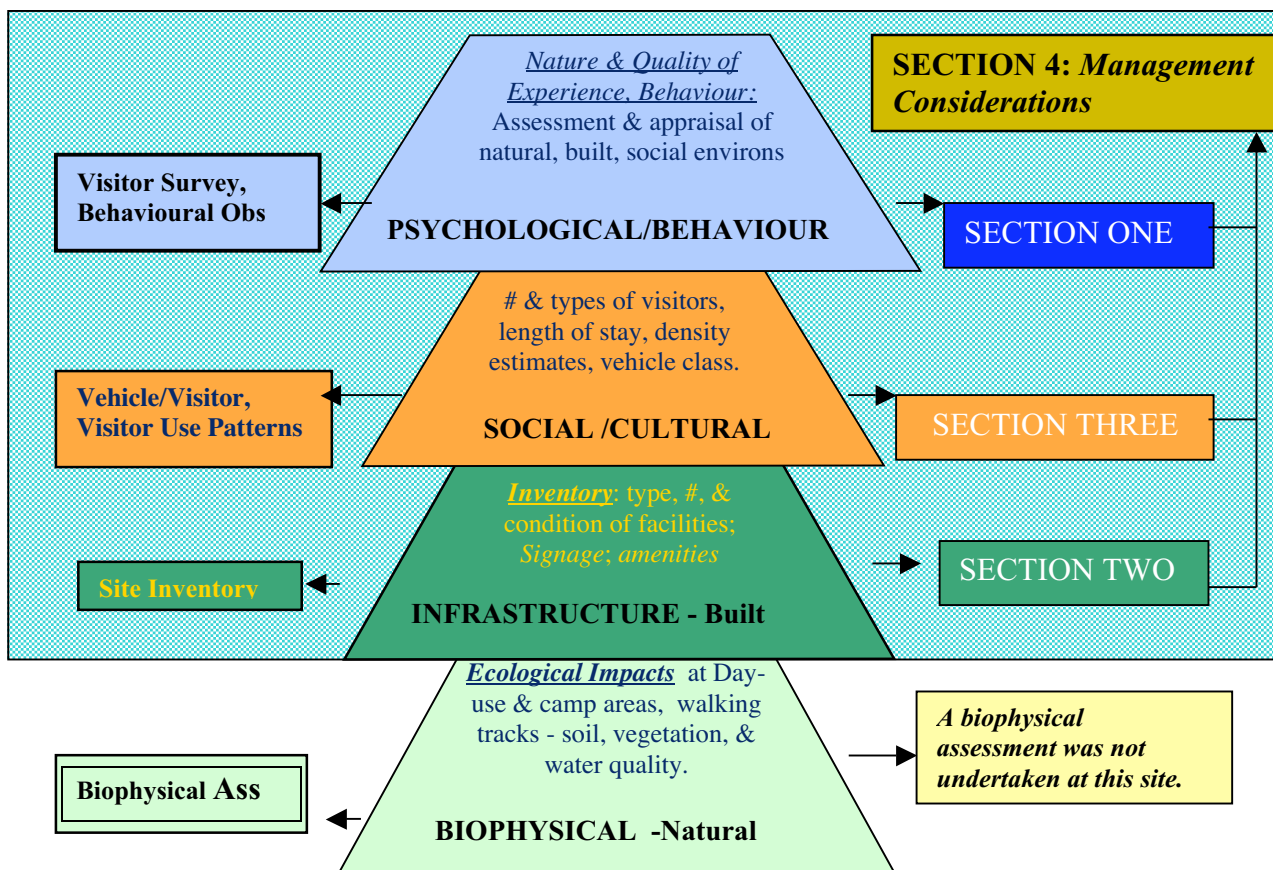 Nature & Quality of
Experience, Behaviour:
Assessment & appraisal of
natural, built, social environs
PSYCHOLOGICAL/BEHAVIOUR
SECTION 4: Management
Considerations
Visitor Survey,
Behavioural Obs
SECTION ONE
# & types of visitors,
length of stay, density
estimates, vehicle class.
SOCIAL /CULTURAL
Vehicle/Visitor,
Visitor Use Patterns
SECTION THREE
Inventory: type, #, &
condition of facilities;
Signage; amenities
INFRASTRUCTURE - Built
Site Inventory
SECTION TWO
Ecological Impacts at Day-
use & camp areas, walking
tracks - soil, vegetation, &
water quality.
BIOPHYSICAL -Natural
Biophysical Ass
A biophysical
assessment was not
undertaken at this site.